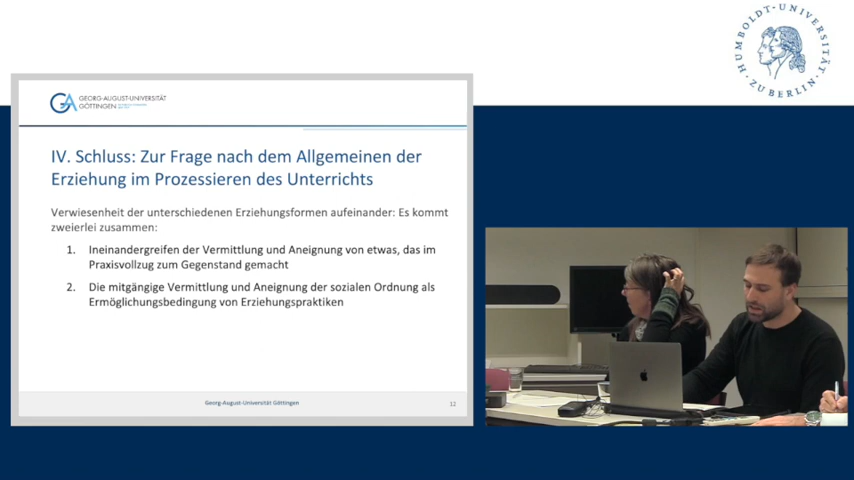 HUMBOLDT-UNIVERSITÄT ZU BERLIN
GEORG-AUGUST-UNIVERSITÄT
GÖTTINGEN
IV. Schluss: Zur Frage nach dem Allgemeinen der
Erziehung im Prozessieren des Unterrichts
Verwiesenheit der unterschiedenen Erziehungsformen aufeinander: Es kommt
zweierlei zusammen:
1. Ineinandergreifen der Vermittlung und Aneignung von etwas, das im
Praxisvollzug zum Gegenstand gemacht
2. Die mitgängige Vermittlung und Aneignung der sozialen Ordnung als
Ermöglichungsbedingung von Erziehungspraktiken
Georg-August-Universität Göttingen
12